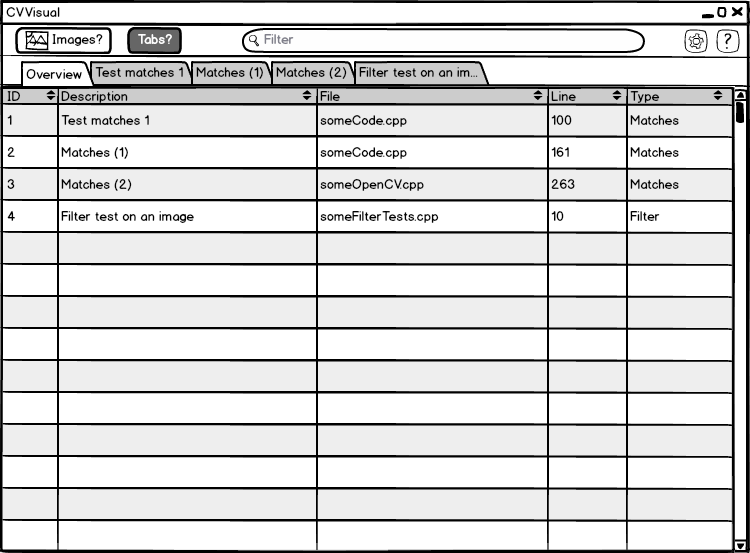 CVVisual
Images? Tabs? Filter ?
Overview Test matches 1 Matches (1) Matches (2) Filter test on an im...
ID Description File Line Type
1 Test matches 1 someCode.cpp 100 Matches
2 Matches (1) someCode.cpp 161 Matches
3 Matches (2) someOpenCV.cpp 263 Matches
4 Filter test on an image someFilterTests.cpp 10 Filter